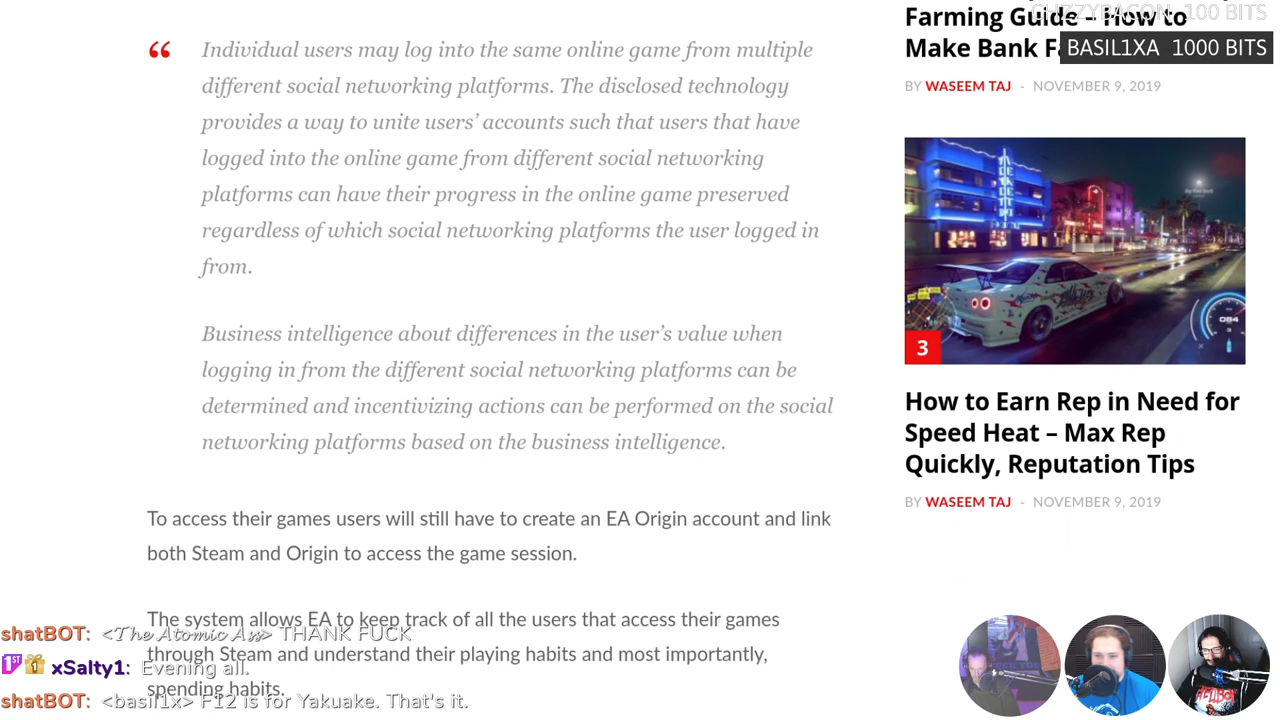 “ Individual users may log into the same online game from multiple
different social networking platforms. The disclosed technology
provides a way to unite users’ accounts such that users that have
logged into the online game from different social networking
platforms can have their progress in the online game preserved
regardless of which social networking platforms the user logged in
from.
Business intelligence about differences in the user’s value when
logging in from the different social networking platforms can be
determined and incentivizing actions can be performed on the social
networking platforms based on the business intelligence.
To access their games users will still have to create an EA Origin account and link
both Steam and Origin to access the game session.
The system allows EA to keep track of all the users that access their games
through Steam and understand their playing habits and most importantly,
spending habits.
shatBOT: <The Atomic Ass> THANK FUCK
1ST 1 xSalty1: Evening all.
shatBOT: <basil1x> F12 is for Yakuake. That's it.
100 BITS
BASIL1XA 1000 BITS
Farming Guide – How to
Make Bank
BY WASEEM TAJ - NOVEMBER 9, 2019
084
3
How to Earn Rep in Need for
Speed Heat – Max Rep
Quickly, Reputation Tips
BY WASEEM TAJ - NOVEMBER 9, 2019
HELLBOY